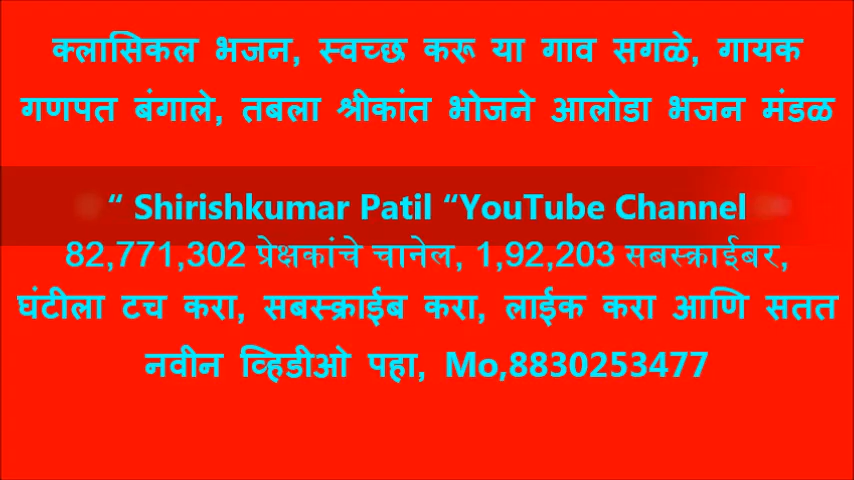 क्लासिकल भजन, स्वच्छ करू या गाव सगळे, गायक
गणपत बंगाले, तबला श्रीकांत भोजने आलोडा भजन मंडळ
“ Shirishkumar Patil “YouTube Channel
82,771,302 प्रेक्षकांचे चानेल, 1,92,203 सबस्क्राईबर,
घंटीला टच करा, सबस्क्राईब करा, लाईक करा आणि सतत
नवीन व्हिडीओ पहा, Mo,8830253477